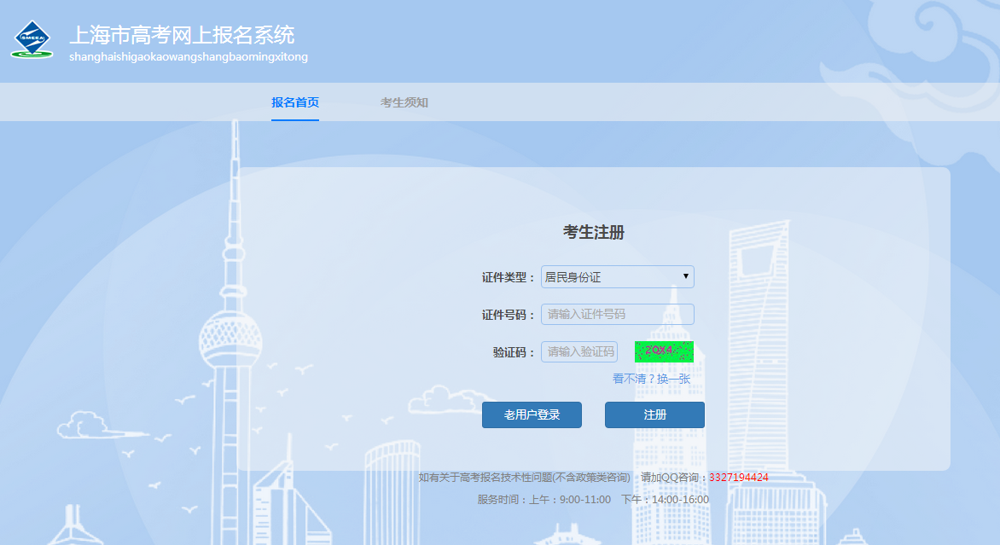 SMEEA
上海市高考网上报名系统
shanghaishigaokaowangshangbaomingxitong
报名首页 考生须知
考生注册
证件类型： 居民身份证
证件号码： 请输入证件号码
验证码： 请输入验证码 2QX4
看不清？换一张
老用户登录 注册
如有关于高考报名技术性问题(不含政策类咨询) 请加QQ咨询：3327194424
服务时间：上午：9:00-11:00 下午：14:00-16:00